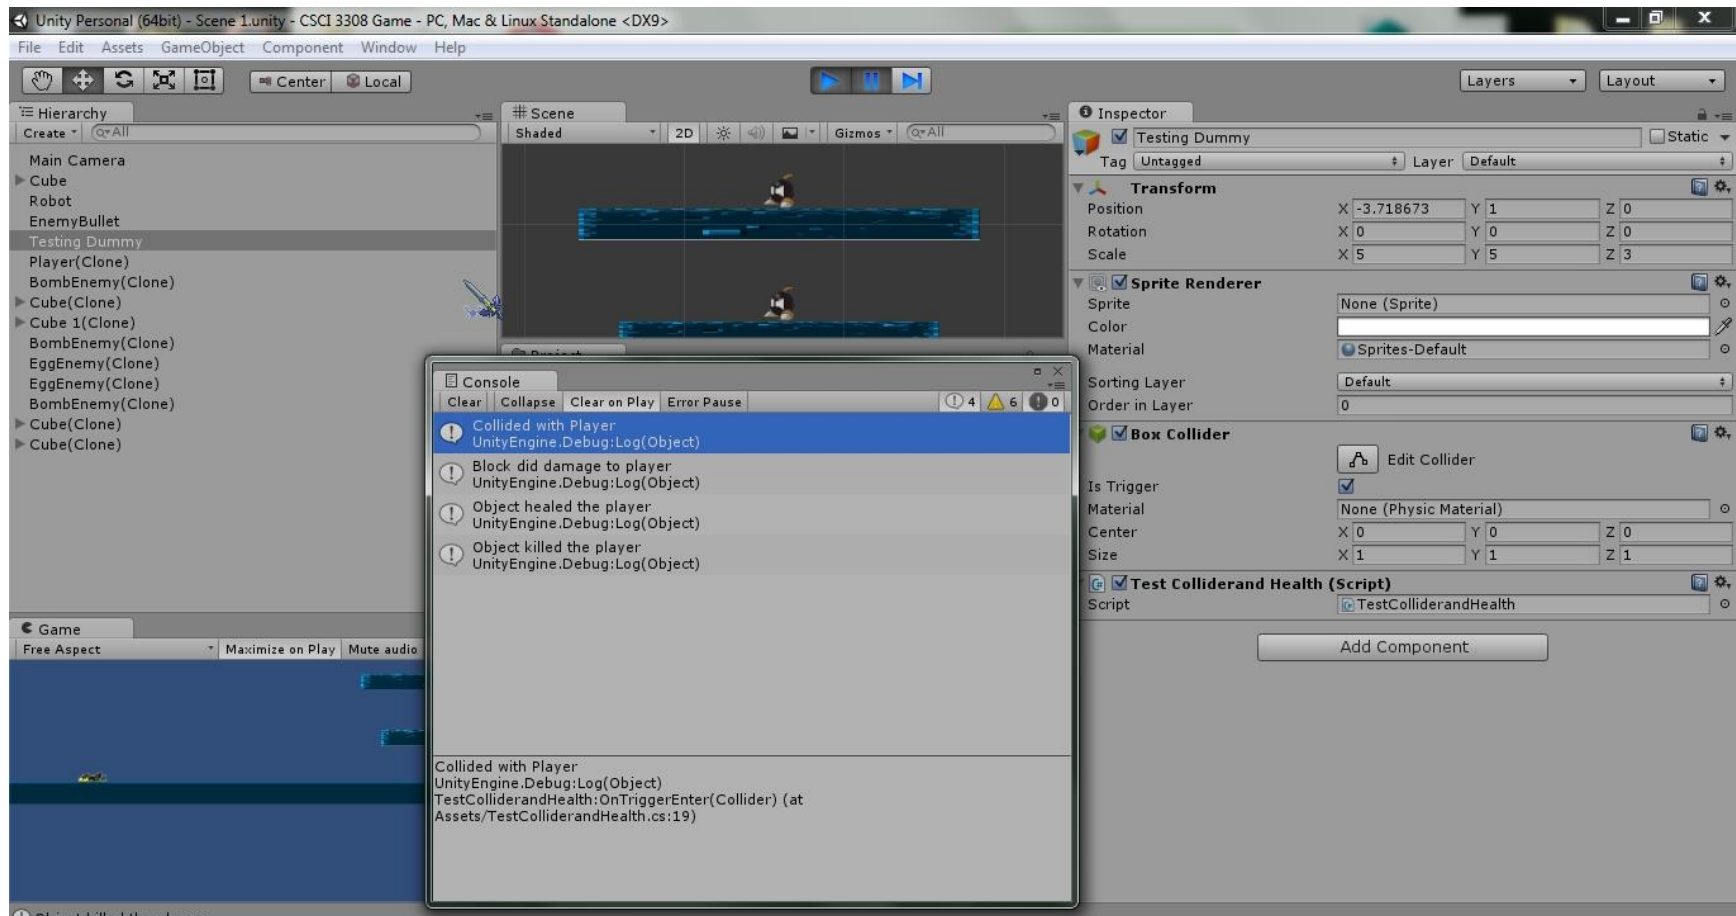 Unity Personal (64bit) - Scene 1.unity - CSCI 3308 Game - PC, Mac & Linux Standalone <DX9>
File Edit Assets GameObject Component Window Help
Center Local
Layers Layout
Hierarchy
Create All
Main Camera
Cube
Robot
EnemyBullet
Testing Dummy
Player(Clone)
BombEnemy(Clone)
Cube(Clone)
Cube 1(Clone)
BombEnemy(Clone)
EggEnemy(Clone)
EggEnemy(Clone)
BombEnemy(Clone)
Cube(Clone)
Cube(Clone)
Scene
Shaded 2D Gizmos All
Game
Free Aspect Maximize on Play Mute audio
Console
Clear Collapse Clear on Play Error Pause 4 6 0
Collided with Player
UnityEngine.Debug:Log(Object)
Block did damage to player
UnityEngine.Debug:Log(Object)
Object healed the player
UnityEngine.Debug:Log(Object)
Object killed the player
UnityEngine.Debug:Log(Object)
Collided with Player
UnityEngine.Debug:Log(Object)
TestColliderandHealth:OnTriggerEnter(Collider) (at
Assets/TestColliderandHealth.cs:19)
Inspector
Testing Dummy Static
Tag Untagged Layer Default
Transform
Position X -3.718673 Y 1 Z 0
Rotation X 0 Y 0 Z 0
Scale X 5 Y 5 Z 3
Sprite Renderer
Sprite None (Sprite)
Color
Material Sprites-Default
Sorting Layer Default
Order in Layer 0
Box Collider
Edit Collider
Is Trigger
Material None (Physic Material)
Center X 0 Y 0 Z 0
Size X 1 Y 1 Z 1
Test Colliderand Health (Script)
Script TestColliderandHealth
Add Component